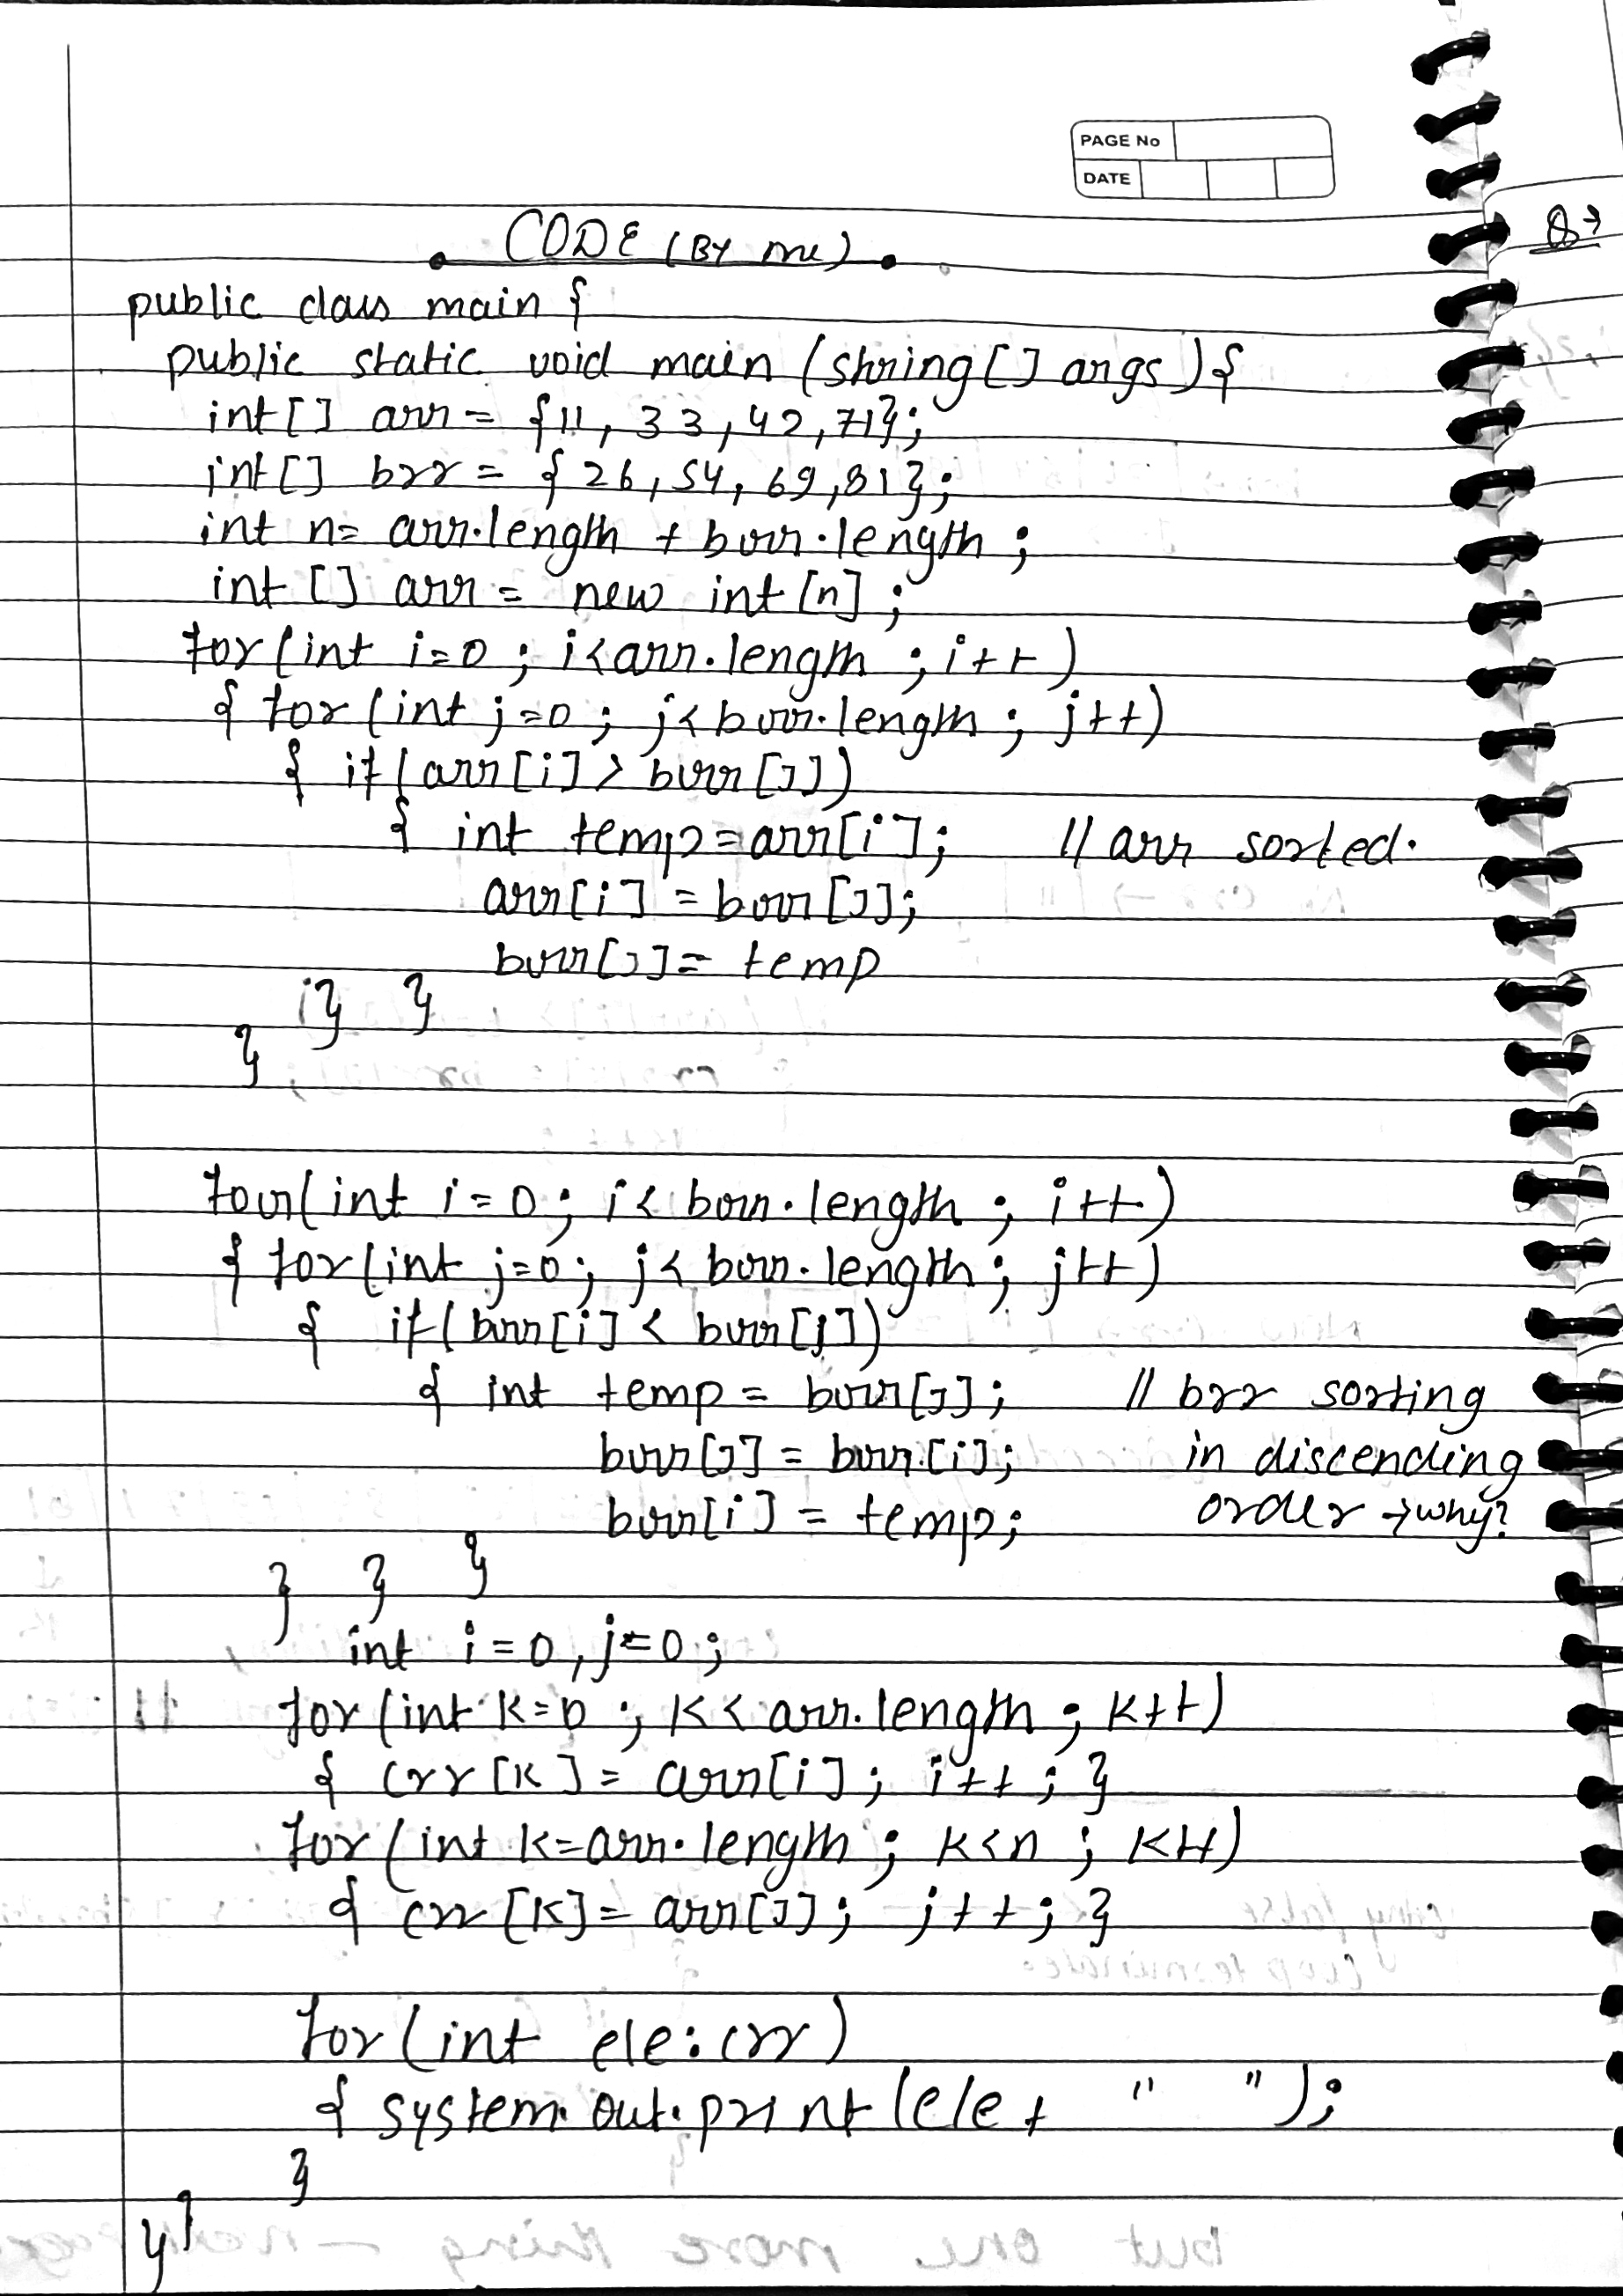 PAGE No
DATE
Q→
CODE (BY me)
public class main {
public static void main (string [] args) {
int [] arr = {11, 33, 42, 71};
int [] brr = {26, 54, 69, 81};
int n= arr.length + brr.length ;
int [] arr = new int [n] ;
for (int i=0 ; i<arr.length ; i++ )
{ for (int j=0 ; j< brr.length ; j++)
{ if (arr [i] > brr [j])
{ int temp=arr[i]; // arr sorted.
arr[i] = brr [j];
brr[j] = temp
} }
}
for(int i=0 ; i< brr.length ; i++)
{ for (int j=0 ; j< brr.length ; j++)
{ if ( brr [i] < brr [j])
{ int temp = brr[j]; // brr sorting
brr[j] = brr[i]; in discending
brr[i] = temp; order → why?
} } }
int i=0 , j=0 ;
for (int k=0 ; K< arr.length ; K++)
{ crr [K] = arr[i] ; i++ ; }
for (int k=arr.length ; K<n ; K++)
{ crr [K] = arr[j] ; j++ ; }
for (int ele: crr)
{ system.out.print (ele + " ");
}
} }